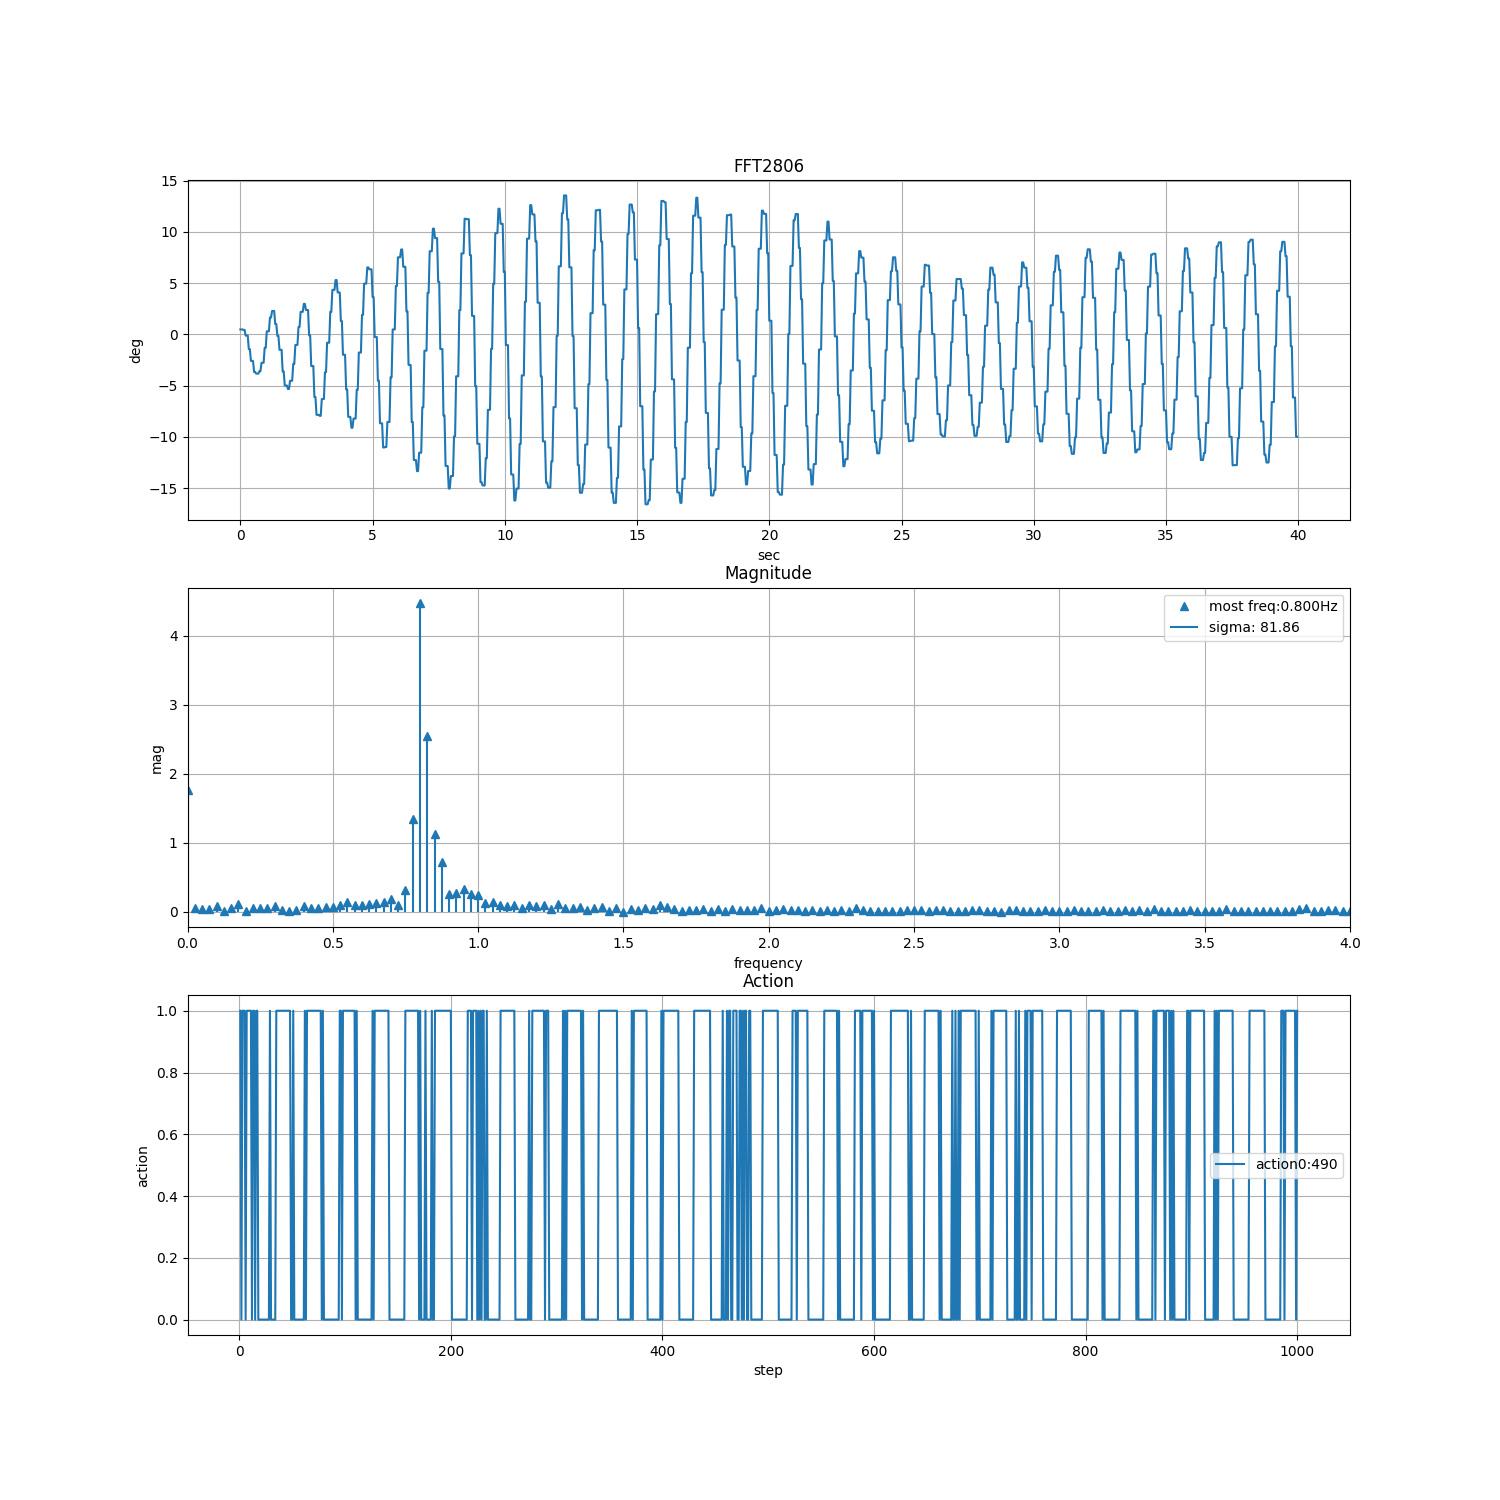 FFT2806
15
10
5
0
−5
−10
−15
deg
0 5 10 15 20 25 30 35 40
sec
Magnitude
most freq:0.800Hz
sigma: 81.86
4
3
2
1
0
mag
0.0 0.5 1.0 1.5 2.0 2.5 3.0 3.5 4.0
frequency
Action
1.0
0.8
0.6
0.4
0.2
0.0
action
action0:490
0 200 400 600 800 1000
step